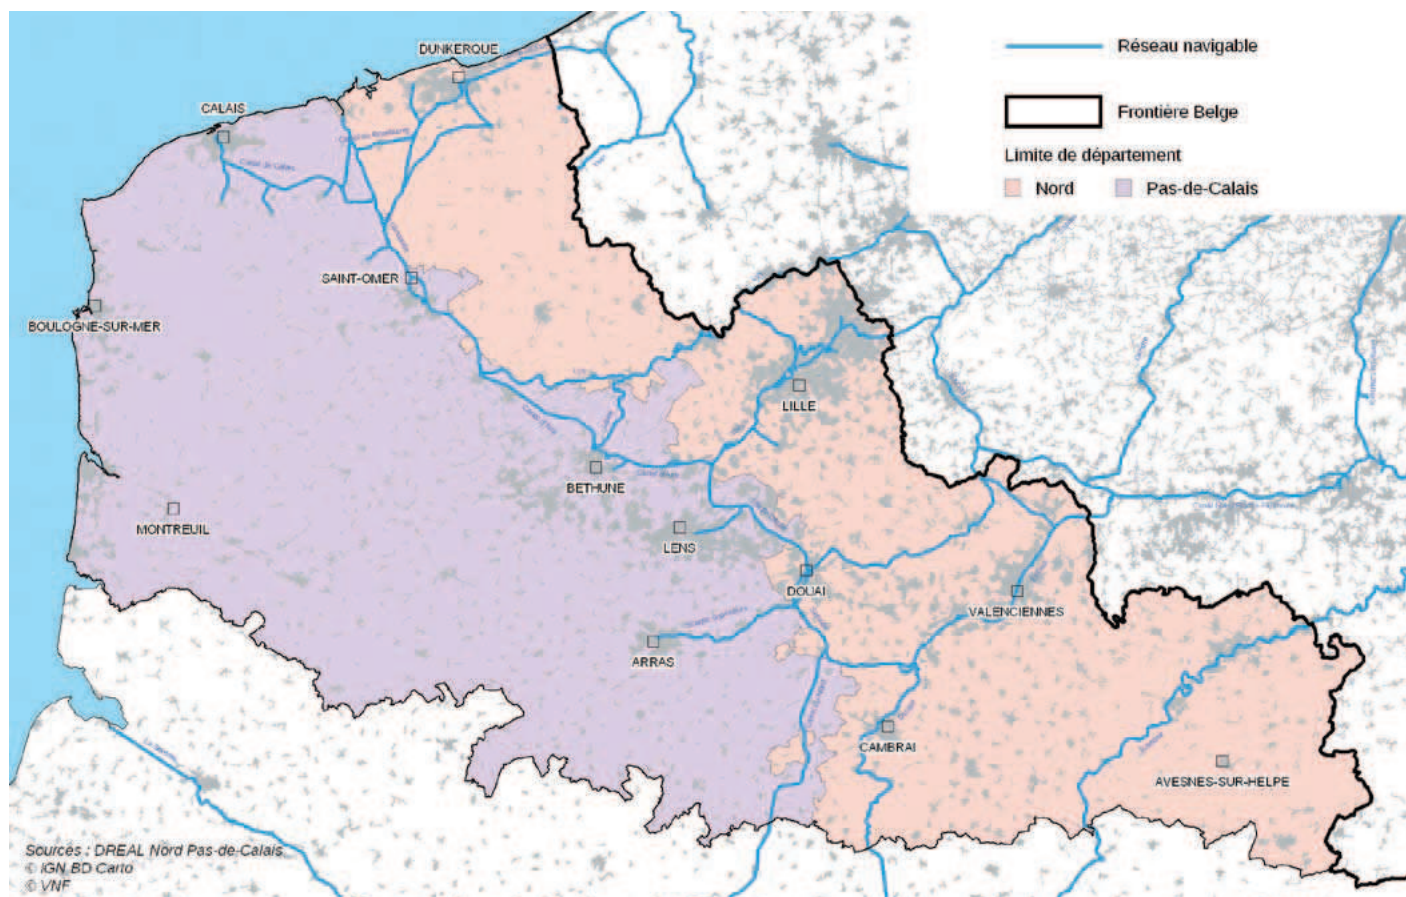 DUNKERQUE
Réseau navigable
CALAIS
Frontière Belge
Limite de département
Nord
Pas-de-Calais
SAINT-OMER
BOULOGNE-SUR-MER
LILLE
BETHUNE
MONTREUIL
LENS
DOUAI
VALENCIENNES
ARRAS
CAMBRAI
AVESNES-SUR-HELPE
Sources : DREAL Nord Pas-de-Calais
© IGN BD Carto
© VNF